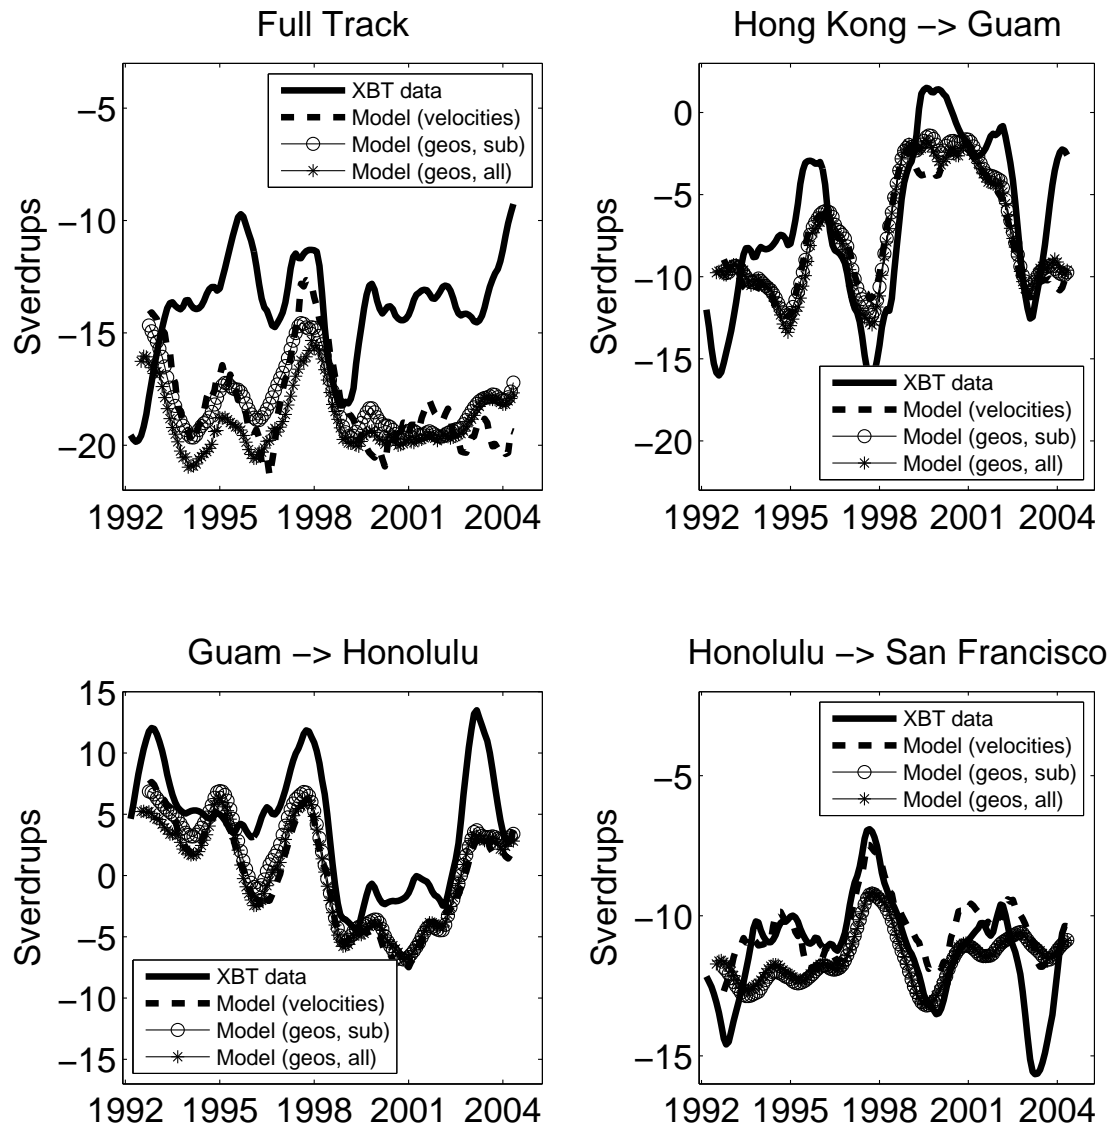 Full Track
XBT data
Model (velocities)
Model (geos, sub)
Model (geos, all)
Sverdrups
−5
−10
−15
−20
1992 1995 1998 2001 2004
Hong Kong −> Guam
XBT data
Model (velocities)
Model (geos, sub)
Model (geos, all)
Sverdrups
0
−5
−10
−15
−20
1992 1995 1998 2001 2004
Guam −> Honolulu
XBT data
Model (velocities)
Model (geos, sub)
Model (geos, all)
Sverdrups
15
10
5
0
−5
−10
−15
1992 1995 1998 2001 2004
Honolulu −> San Francisco
XBT data
Model (velocities)
Model (geos, sub)
Model (geos, all)
Sverdrups
−5
−10
−15
1992 1995 1998 2001 2004